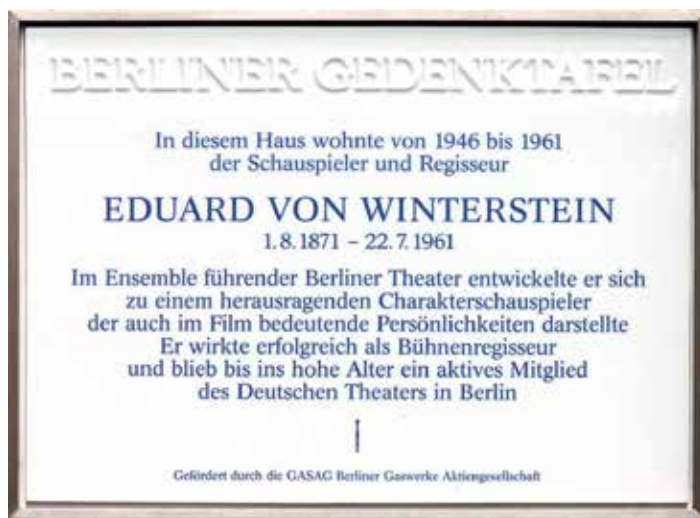 BERLINER GEDENKTAFEL
In diesem Haus wohnte von 1946 bis 1961
der Schauspieler und Regisseur
EDUARD VON WINTERSTEIN
1.8.1871 – 22.7.1961
Im Ensemble führender Berliner Theater entwickelte er sich
zu einem herausragenden Charakterschauspieler
der auch im Film bedeutende Persönlichkeiten darstellte
Er wirkte erfolgreich als Bühnenregisseur
und blieb bis ins hohe Alter ein aktives Mitglied
des Deutschen Theaters in Berlin
Gefördert durch die GASAG Berliner Gaswerke Aktiengesellschaft